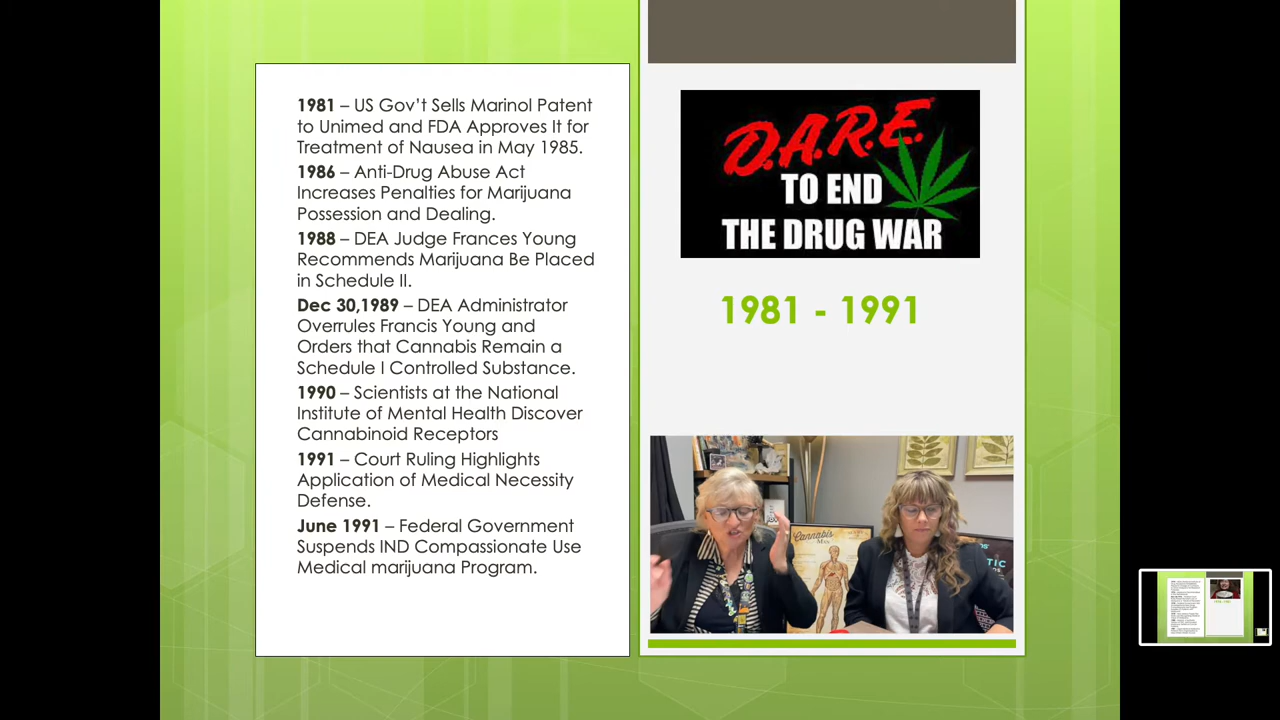 1981 – US Gov’t Sells Marinol Patent
to Unimed and FDA Approves It for
Treatment of Nausea in May 1985.
1986 – Anti-Drug Abuse Act
Increases Penalties for Marijuana
Possession and Dealing.
1988 – DEA Judge Frances Young
Recommends Marijuana Be Placed
in Schedule II.
Dec 30,1989 – DEA Administrator
Overrules Francis Young and
Orders that Cannabis Remain a
Schedule I Controlled Substance.
1990 – Scientists at the National
Institute of Mental Health Discover
Cannabinoid Receptors
1991 – Court Ruling Highlights
Application of Medical Necessity
Defense.
June 1991 – Federal Government
Suspends IND Compassionate Use
Medical marijuana Program.
D.A.R.E.
TO END
THE DRUG WAR
1981 - 1991
Cannabis